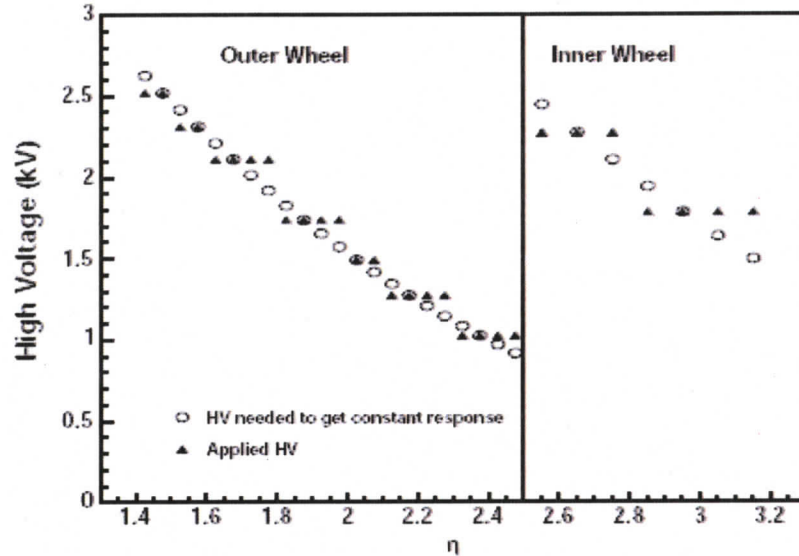 Outer Wheel
Inner Wheel
High Voltage (kV)
3
2.5
2
1.5
1
0.5
0
HV needed to get constant response
Applied HV
1.4 1.6 1.8 2 2.2 2.4 2.6 2.8 3 3.2
η